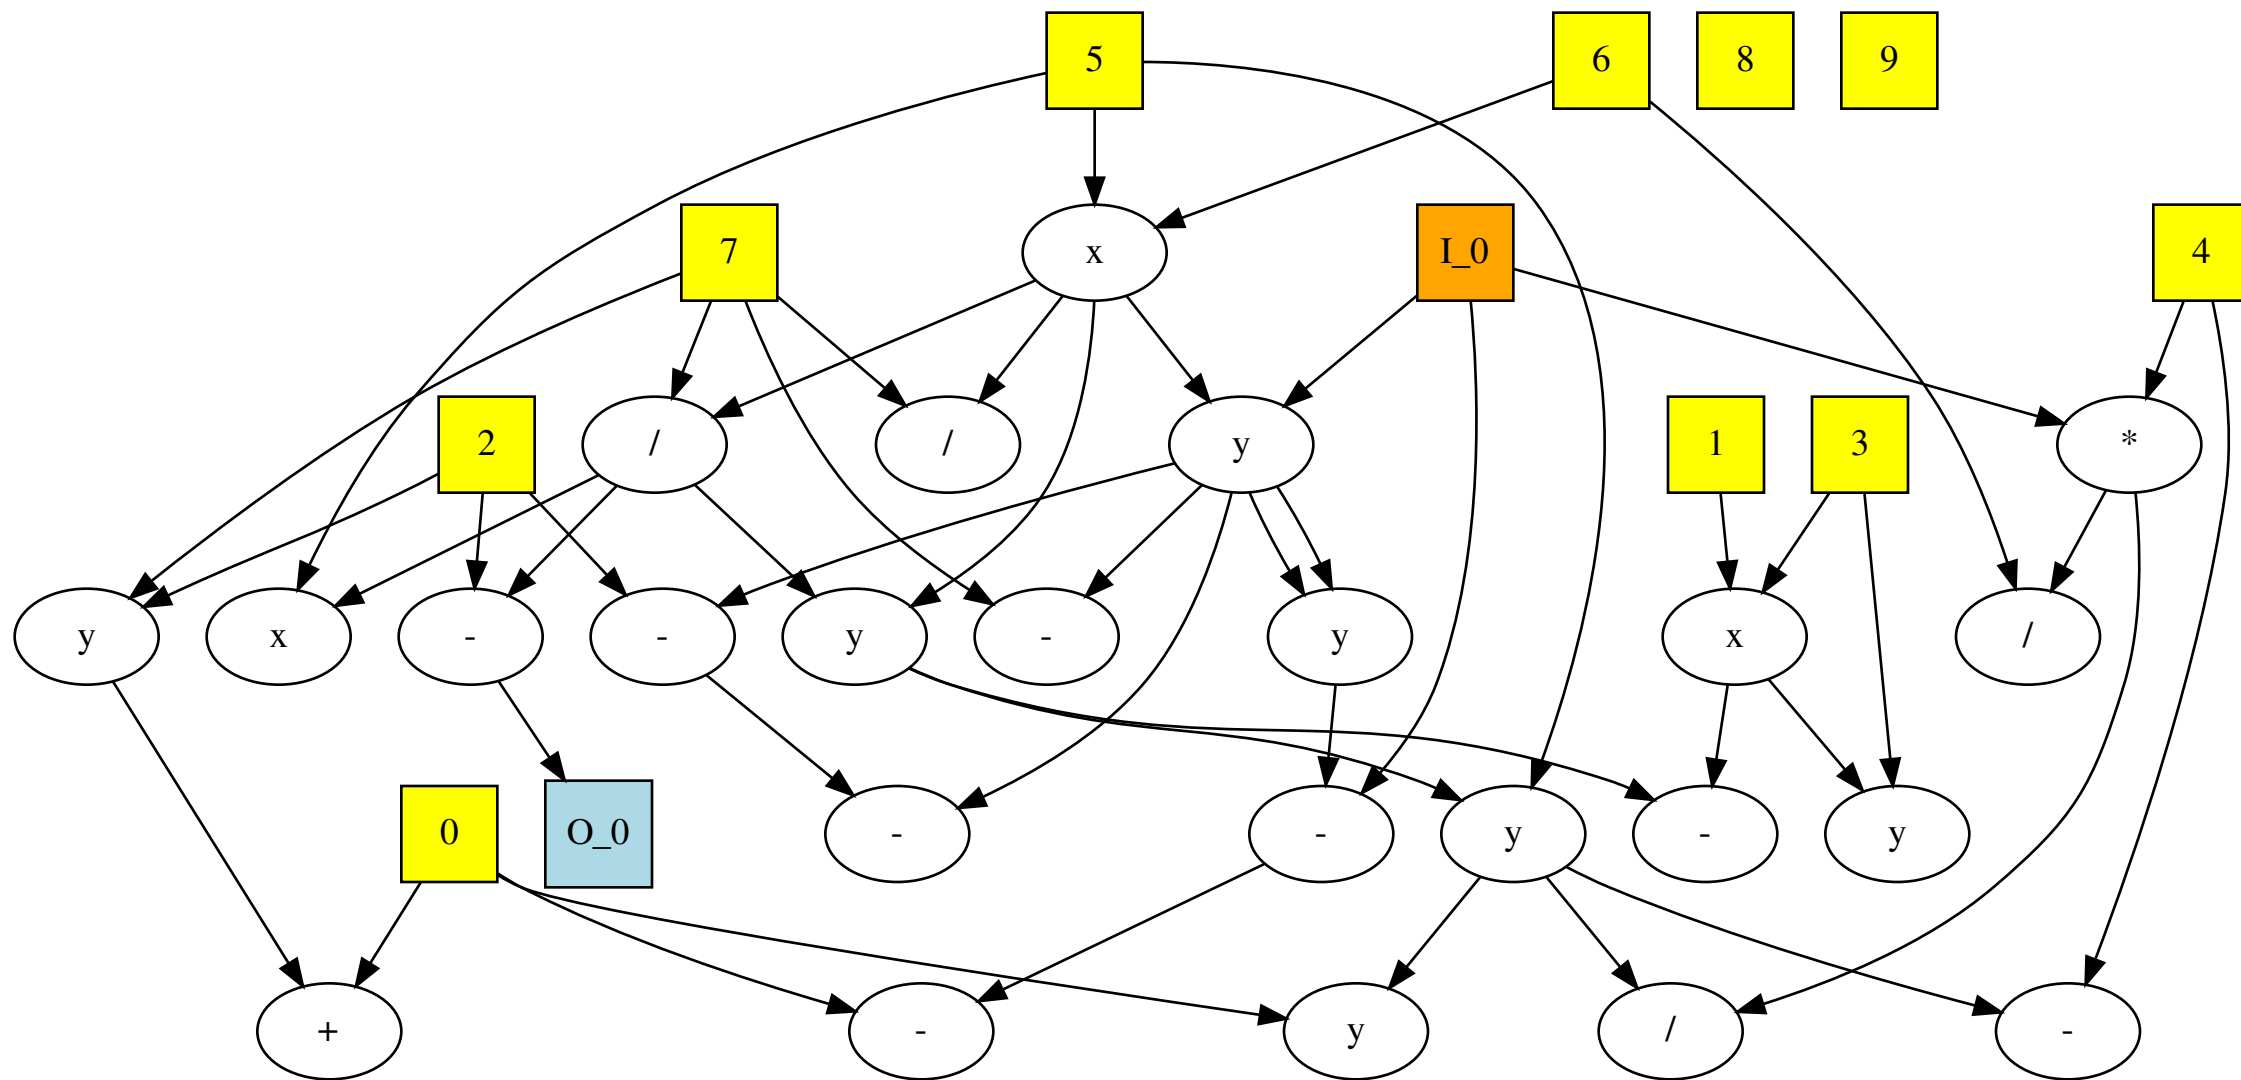 5 6 8 9
7 x I_0 4
2 / / y 1 3 *
y x - - y - y x /
0 O_0 - - y - y
+ - y / -